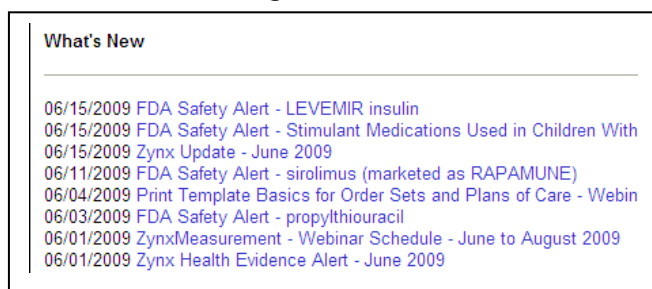 What's New
06/15/2009 FDA Safety Alert - LEVEMIR insulin
06/15/2009 FDA Safety Alert - Stimulant Medications Used in Children With
06/15/2009 Zynx Update - June 2009
06/11/2009 FDA Safety Alert - sirolimus (marketed as RAPAMUNE)
06/04/2009 Print Template Basics for Order Sets and Plans of Care - Webin
06/03/2009 FDA Safety Alert - propylthiouracil
06/01/2009 ZynxMeasurement - Webinar Schedule - June to August 2009
06/01/2009 Zynx Health Evidence Alert - June 2009